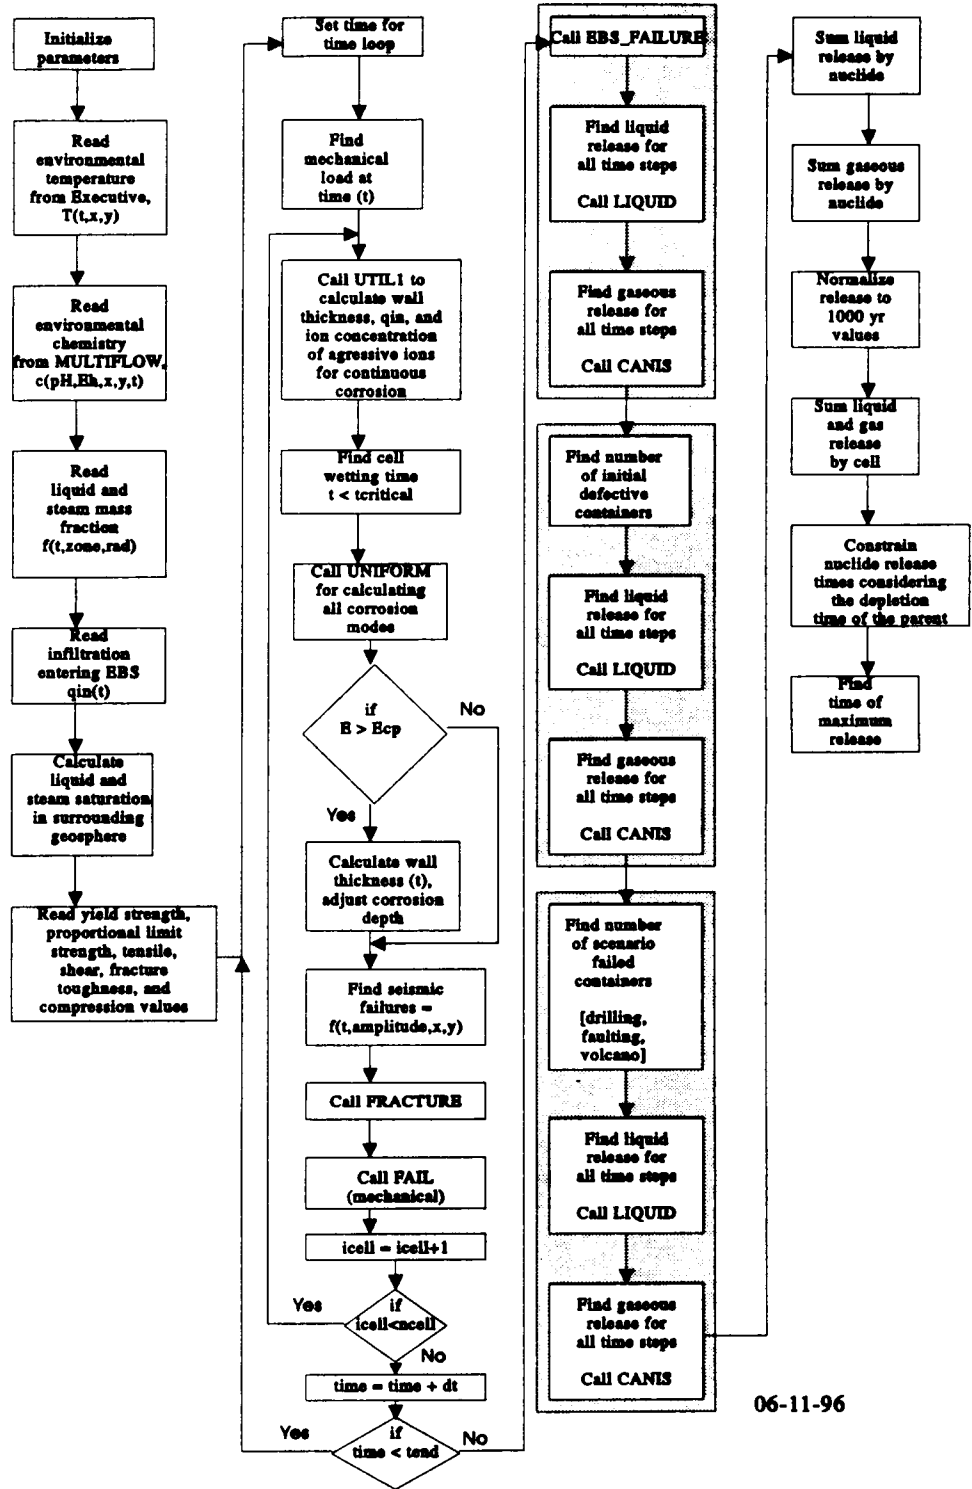 Initialize
parameters
Read
environmental
temperature
from Executive,
T(t,x,y)
Read
environmental
chemistry
from MULTIFLOW,
c(pH,Eh,x,y,t)
Read
liquid and
steam mass
fraction
f(t,zone,rad)
Read
infiltration
entering EBS
qin(t)
Calculate
liquid and
steam saturation
in surrounding
geosphere
Read yield strength,
proportional limit
strength, tensile,
shear, fracture
toughness, and
compression values
Set time for
time loop
Find
mechanical
load at
time (t)
Call UTIL1 to
calculate wall
thickness, qin, and
ion concentration
of agressive ions
for continuous
corrosion
Find cell
wetting time
t < tcritical
Call UNIFORM
for calculating
all corrosion
modes
if
E > Ecp
No
Yes
Calculate wall
thickness (t),
adjust corrosion
depth
Find seismic
failures =
f(t,amplitude,x,y)
Call FRACTURE
Call FAIL
(mechanical)
icell = icell+1
Yes
if
icell<ncell
No
time = time + dt
Yes
if
time < tend
No
Call EBS_FAILURE
Find liquid
release for
all time steps
Call LIQUID
Find gaseous
release for
all time steps
Call CANIS
Find number
of initial
defective
containers
Find liquid
release for
all time steps
Call LIQUID
Find gaseous
release for
all time steps
Call CANIS
Find number
of scenario
failed
containers
[drilling,
faulting,
volcano]
Find liquid
release for
all time steps
Call LIQUID
Find gaseous
release for
all time steps
Call CANIS
Sum liquid
release by
nuclide
Sum gaseous
release by
nuclide
Normalize
release to
1000 yr
values
Sum liquid
and gas
release
by cell
Constrain
nuclide release
times considering
the depletion
time of the parent
Find
time of
maximum
release
06-11-96